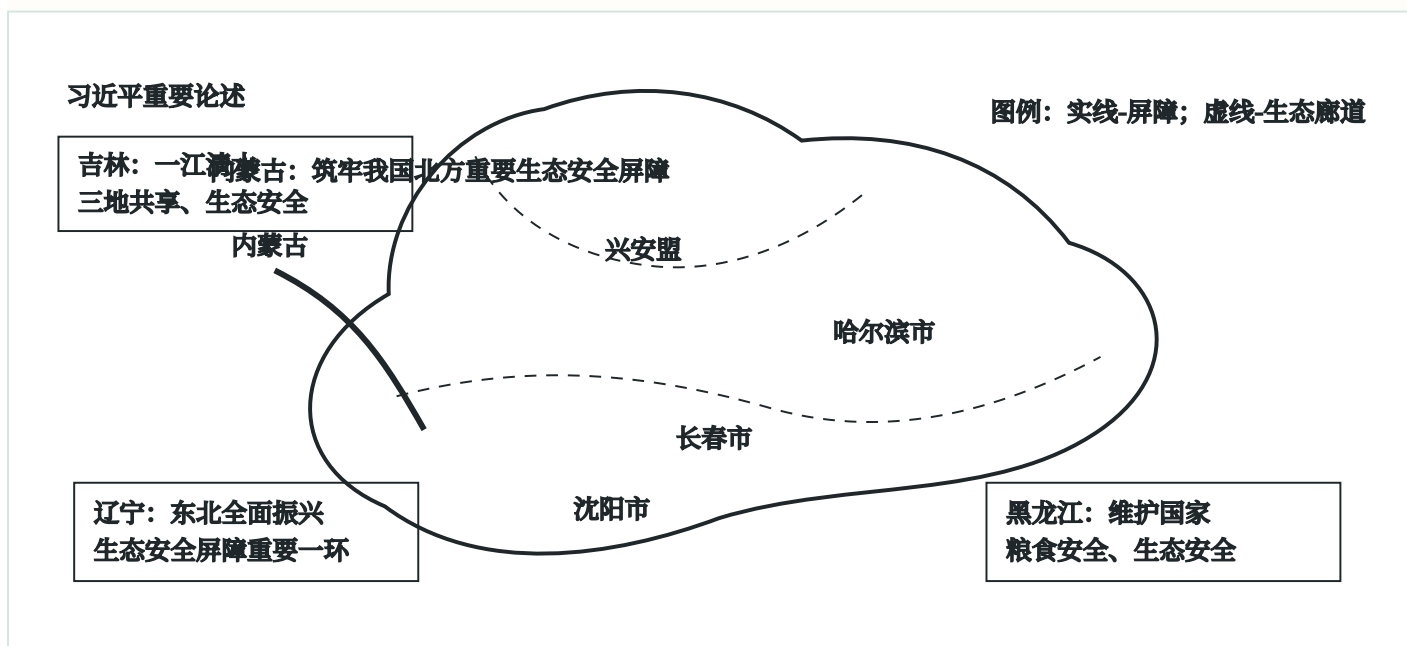 习近平重要论述
图例：实线-屏障；虚线-生态廊道
吉林：一江
内蒙古：筑牢我国北方重要生态安全屏障
三地共享、生态安全
内蒙古
兴安盟
哈尔滨市
长春市
沈阳市
辽宁：东北全面振兴
生态安全屏障重要一环
黑龙江：维护国家
粮食安全、生态安全